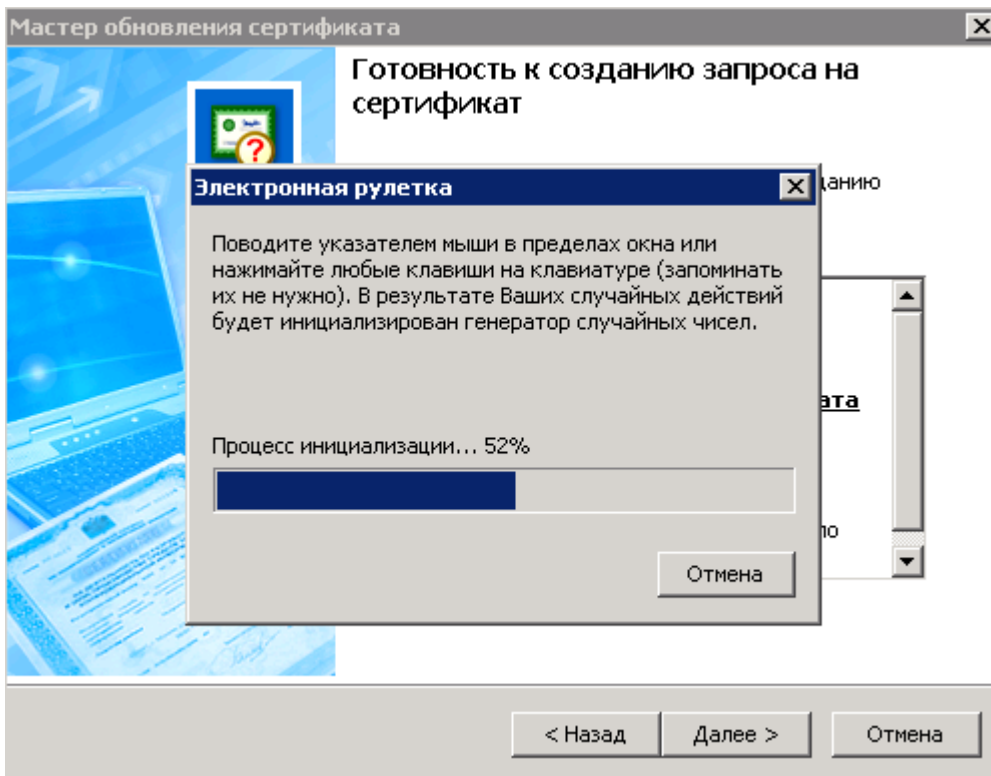 Мастер обновления сертификата
Готовность к созданию запроса на
сертификат
Электронная рулетка
Поводите указателем мыши в пределах окна или
нажимайте любые клавиши на клавиатуре (запоминать
их не нужно). В результате Ваших случайных действий
будет инициализирован генератор случайных чисел.
Процесс инициализации... 52%
Отмена
< Назад
Далее >
Отмена